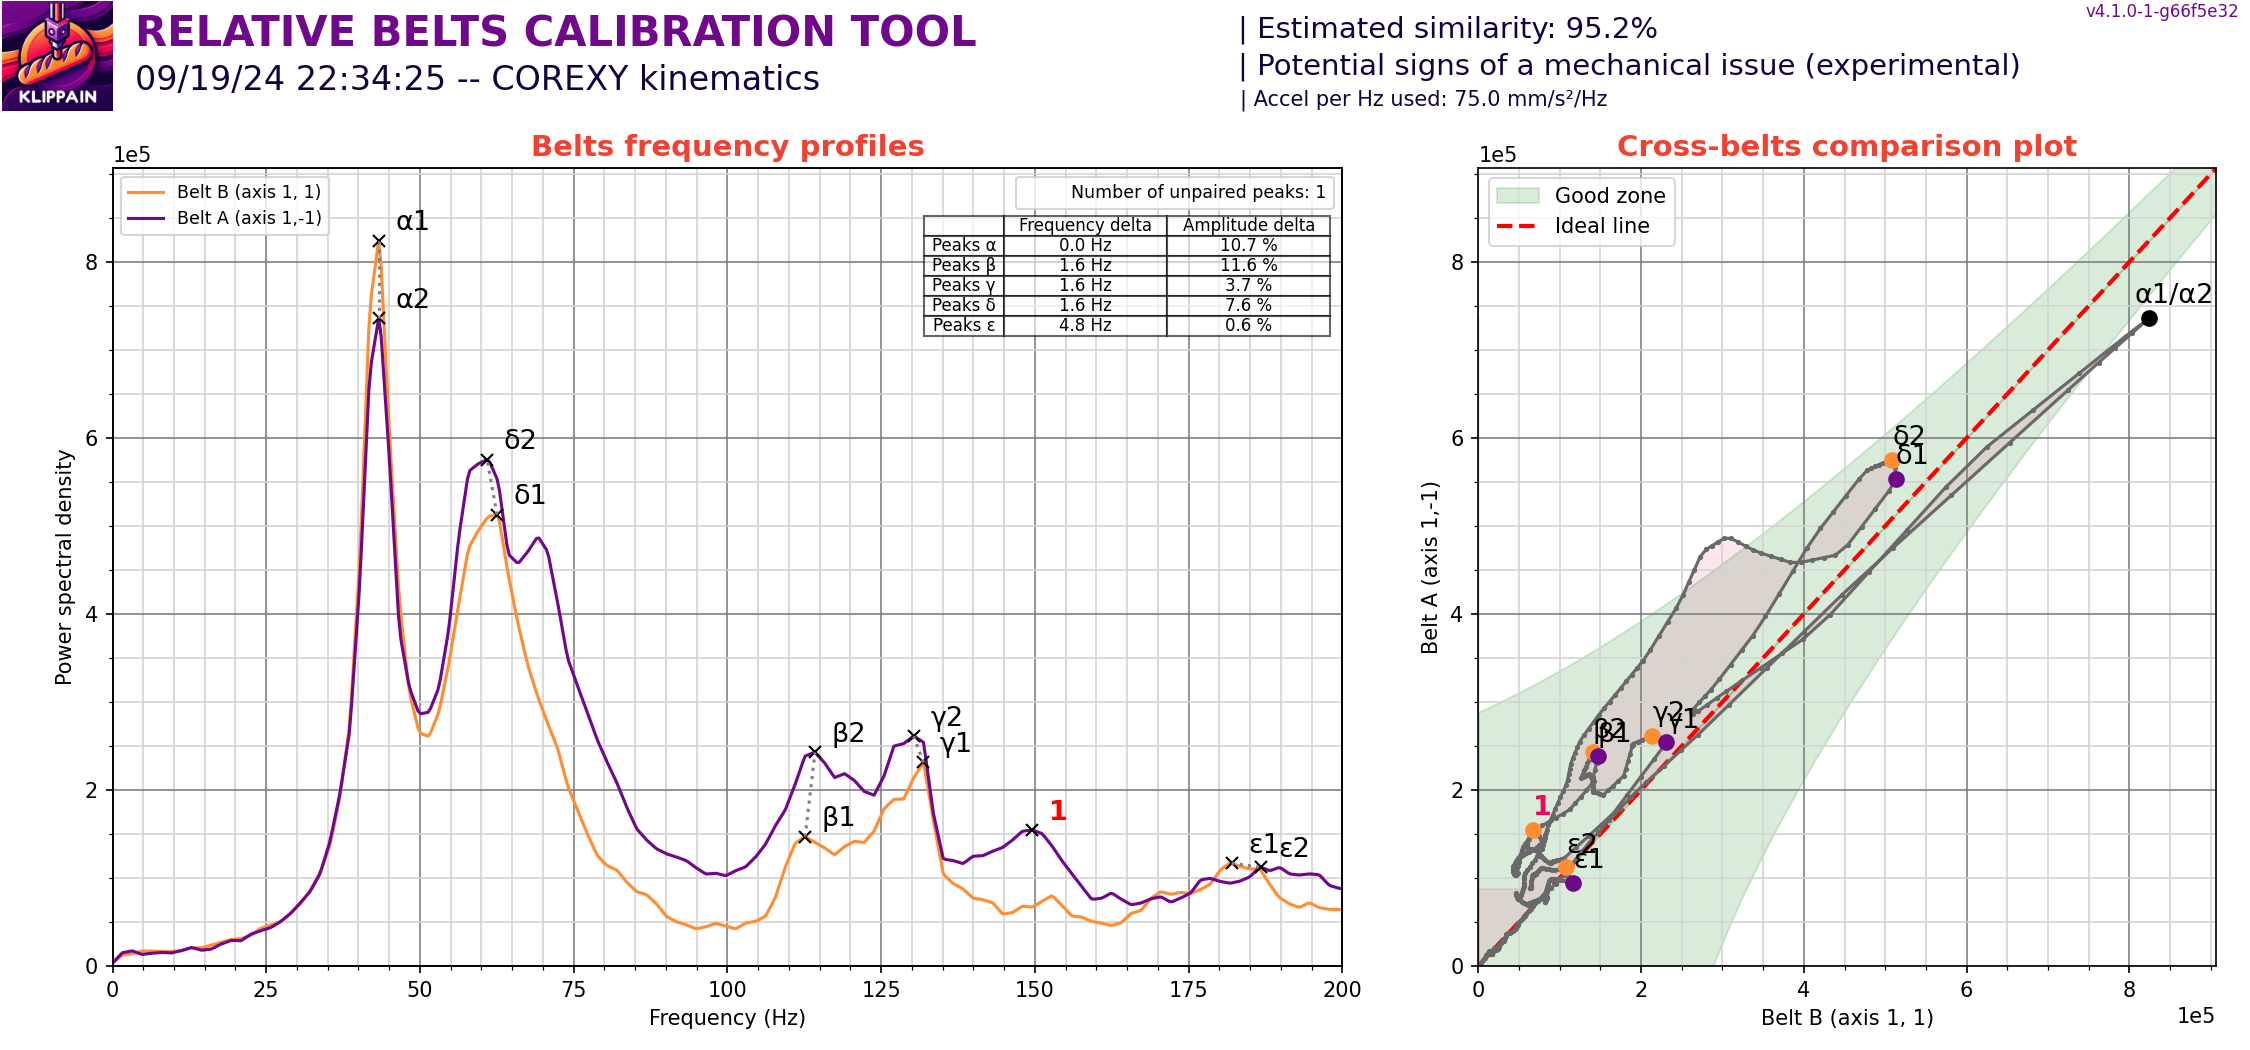 KLIPPAIN
RELATIVE BELTS CALIBRATION TOOL
09/19/24 22:34:25 -- COREXY kinematics
| Estimated similarity: 95.2%
| Potential signs of a mechanical issue (experimental)
| Accel per Hz used: 75.0 mm/s²/Hz
v4.1.0-1-g66f5e32
Belts frequency profiles
1e5
Belt B (axis 1, 1)
Belt A (axis 1,-1)
Number of unpaired peaks: 1
Frequency delta Amplitude delta
Peaks α 0.0 Hz 10.7 %
Peaks β 1.6 Hz 11.6 %
Peaks γ 1.6 Hz 3.7 %
Peaks δ 1.6 Hz 7.6 %
Peaks ε 4.8 Hz 0.6 %
α1
α2
δ2
δ1
γ2
β2
γ1
β1
1
ε1 ε2
8
6
4
2
0
Power spectral density
0 25 50 75 100 125 150 175 200
Frequency (Hz)
Cross-belts comparison plot
1e5
Good zone
Ideal line
α1/α2
δ2
δ1
γ2
γ1
β2
β1
1
ε2
ε1
8
6
4
2
0
Belt A (axis 1,-1)
0 2 4 6 8
Belt B (axis 1, 1)
1e5